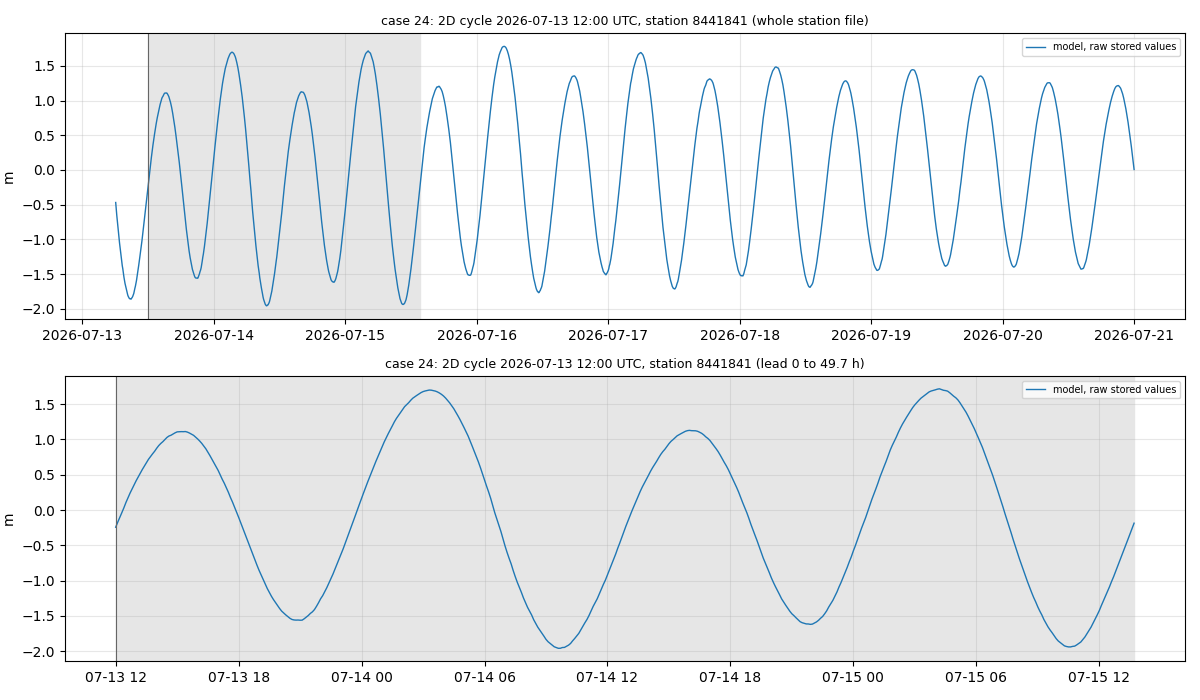 case 24: 2D cycle 2026-07-13 12:00 UTC, station 8441841 (whole station file)
model, raw stored values
1.5
1.0
0.5
0.0
−0.5
−1.0
−1.5
−2.0
m
2026-07-13 2026-07-14 2026-07-15 2026-07-16 2026-07-17 2026-07-18 2026-07-19 2026-07-20 2026-07-21
case 24: 2D cycle 2026-07-13 12:00 UTC, station 8441841 (lead 0 to 49.7 h)
model, raw stored values
1.5
1.0
0.5
0.0
−0.5
−1.0
−1.5
−2.0
m
07-13 12 07-13 18 07-14 00 07-14 06 07-14 12 07-14 18 07-15 00 07-15 06 07-15 12